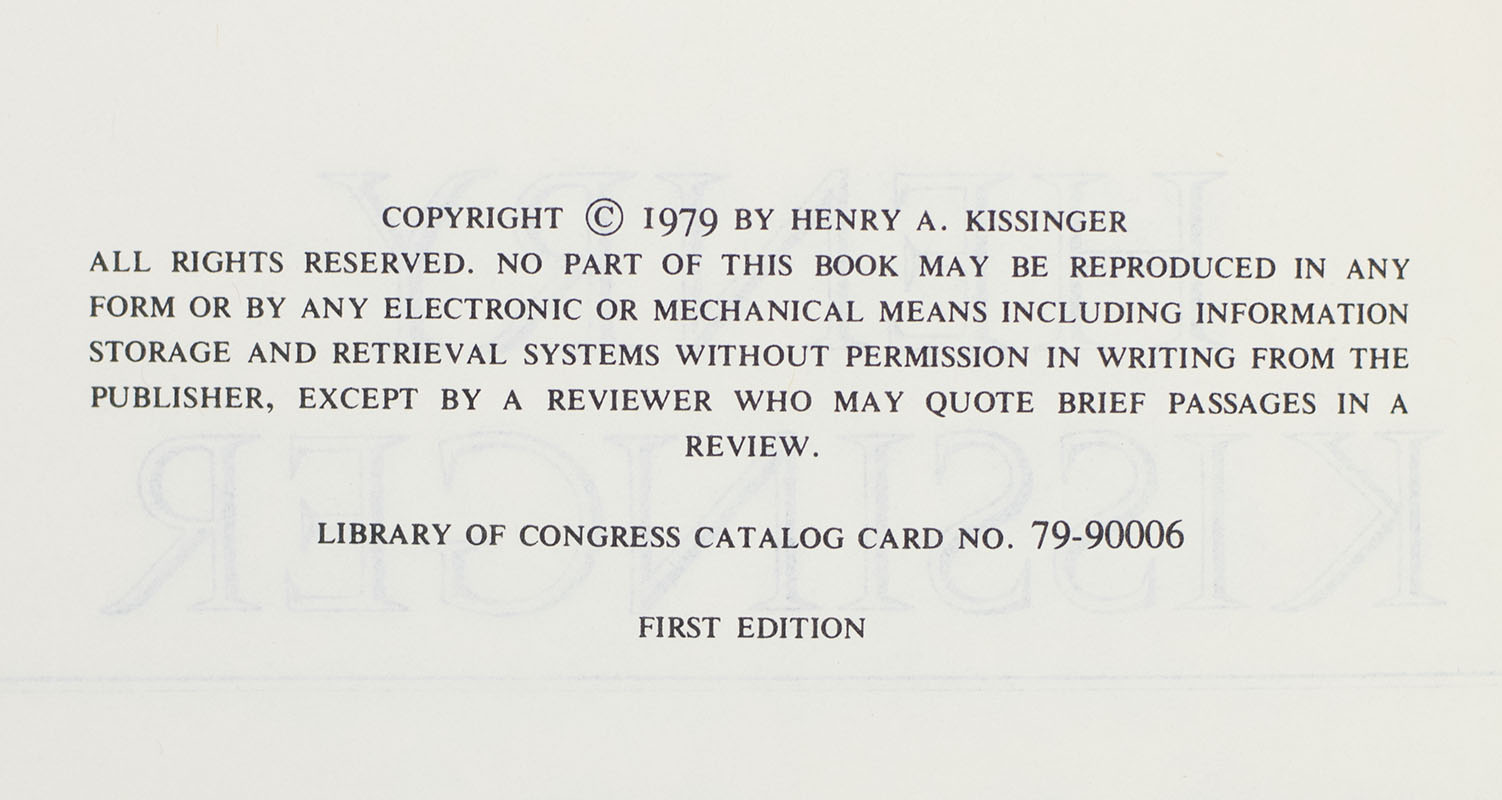 COPYRIGHT © 1979 BY HENRY A. KISSINGER
ALL RIGHTS RESERVED. NO PART OF THIS BOOK MAY BE REPRODUCED IN ANY
FORM OR BY ANY ELECTRONIC OR MECHANICAL MEANS INCLUDING INFORMATION
STORAGE AND RETRIEVAL SYSTEMS WITHOUT PERMISSION IN WRITING FROM THE
PUBLISHER, EXCEPT BY A REVIEWER WHO MAY QUOTE BRIEF PASSAGES IN A
REVIEW.
LIBRARY OF CONGRESS CATALOG CARD NO. 79-90006
FIRST EDITION
HENRY
KISSINGER